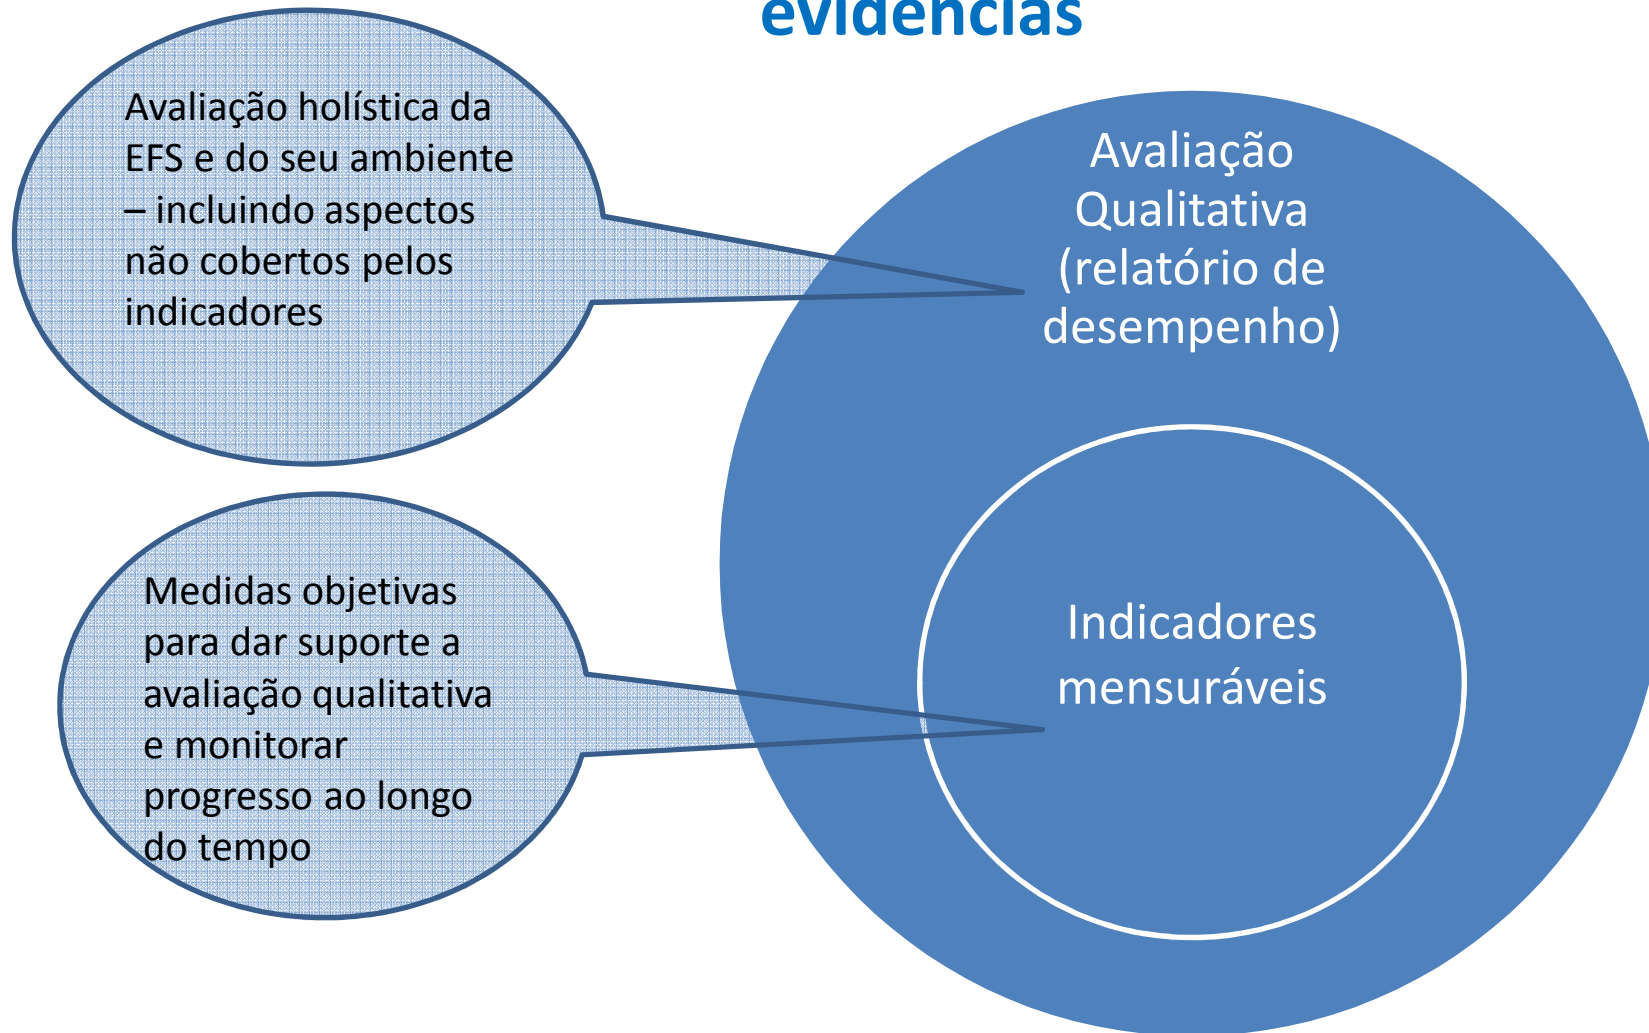 evidências
Avaliação holística da
EFS e do seu ambiente
– incluindo aspectos
não cobertos pelos
indicadores
Avaliação
Qualitativa
(relatório de
desempenho)
Medidas objetivas
para dar suporte a
avaliação qualitativa
e monitorar
progresso ao longo
do tempo
Indicadores
mensuráveis